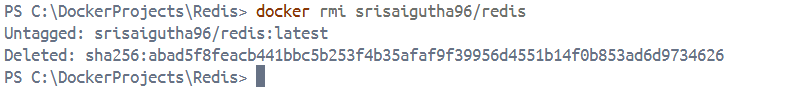 PS C:\DockerProjects\Redis> docker rmi srisaigutha96/redis
Untagged: srisaigutha96/redis:latest
Deleted: sha256:abad5f8feacb441bbc5b253f4b35afaf9f39956d4551b14f0b853ad6d9734626
PS C:\DockerProjects\Redis>